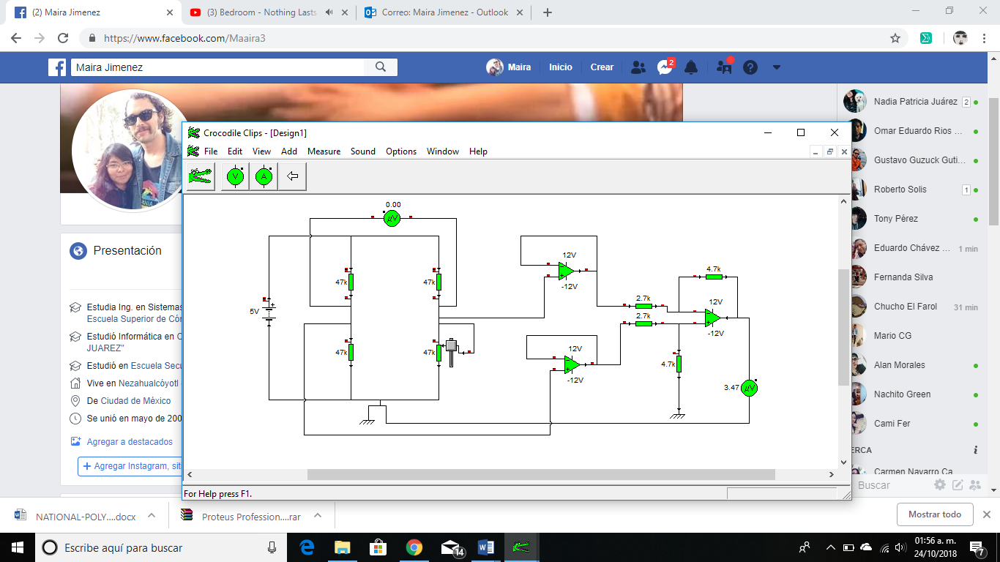 (2) Maira Jimenez
(3) Bedroom - Nothing Lasts
Correo: Maira Jimenez - Outlook
https://www.facebook.com/Maaira3
Maira Jimenez
Maira
Inicio
Crear
2
Presentación
Estudia Ing. en Sistemas
Escuela Superior de Cóm
Estudió Informática en C
JUAREZ"
Estudió en Escuela Secu
Vive en Nezahualcóyotl
De Ciudad de México
Se unió en mayo de 200
Agregar a destacados
+ Agregar Instagram, siti
Crocodile Clips - [Design1]
File Edit View Add Measure Sound Options Window Help
V
A
0.00
µV
12V
47k
47k
-12V
4.7k
2.7k
12V
5V
2.7k
-12V
47k
47k
12V
4.7k
-12V
3.47
µV
For Help press F1.
Nadia Patricia Juárez 2
Omar Eduardo Rios ...
Gustavo Guzuck Guti...
Roberto Solis 1
Tony Pérez
Eduardo Chávez ... 1 min
Fernanda Silva
Chucho El Farol 31 min
Mario CG
Alan Morales
Nachito Green
Cami Fer
ERCA
Carmen Navarro Ca
Buscar
NATIONAL-POLY....docx
Proteus Profession....rar
Mostrar todo
Escribe aquí para buscar
14
01:56 a. m.
24/10/2018
7